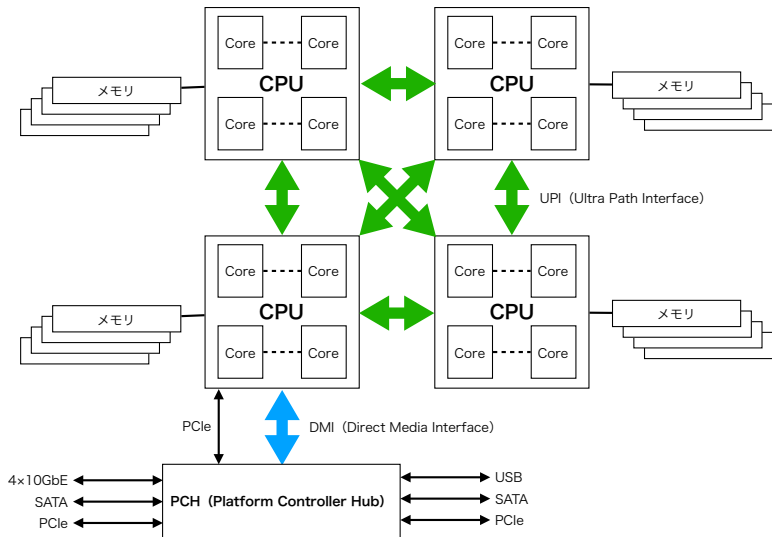 Core Core
CPU
Core Core
Core Core
CPU
Core Core
メモリ
メモリ
UPI（Ultra Path Interface）
Core Core
CPU
Core Core
Core Core
CPU
Core Core
メモリ
メモリ
PCIe
DMI（Direct Media Interface）
4×10GbE
SATA
PCIe
PCH（Platform Controller Hub）
USB
SATA
PCIe